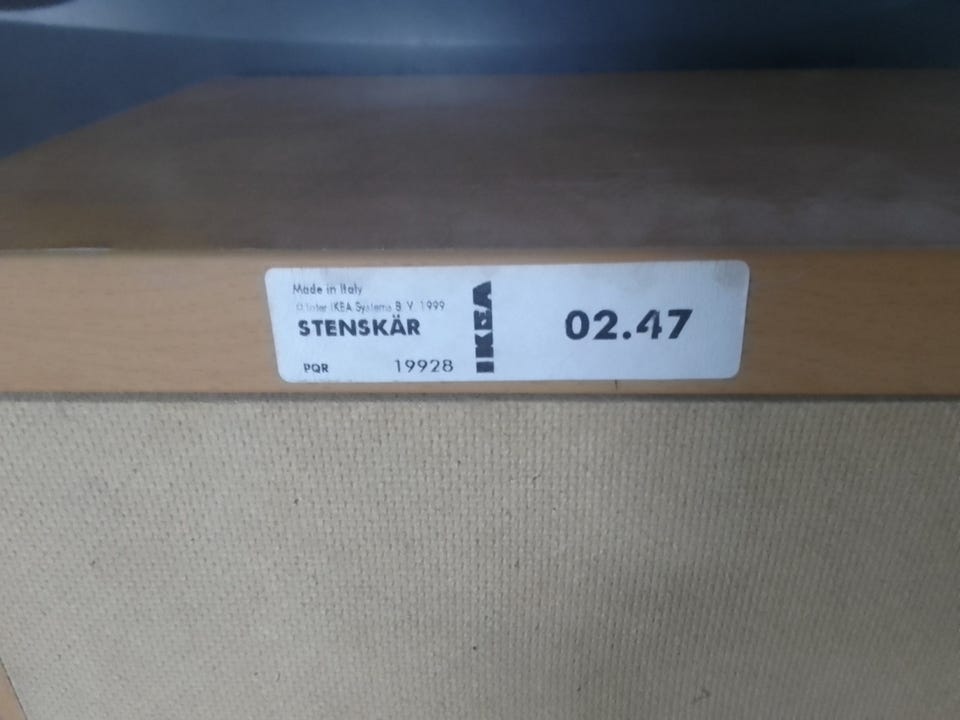 Made in Italy
© Inter IKEA Systems B.V. 1999
STENSKÄR
PQR 19928
IKEA
02.47